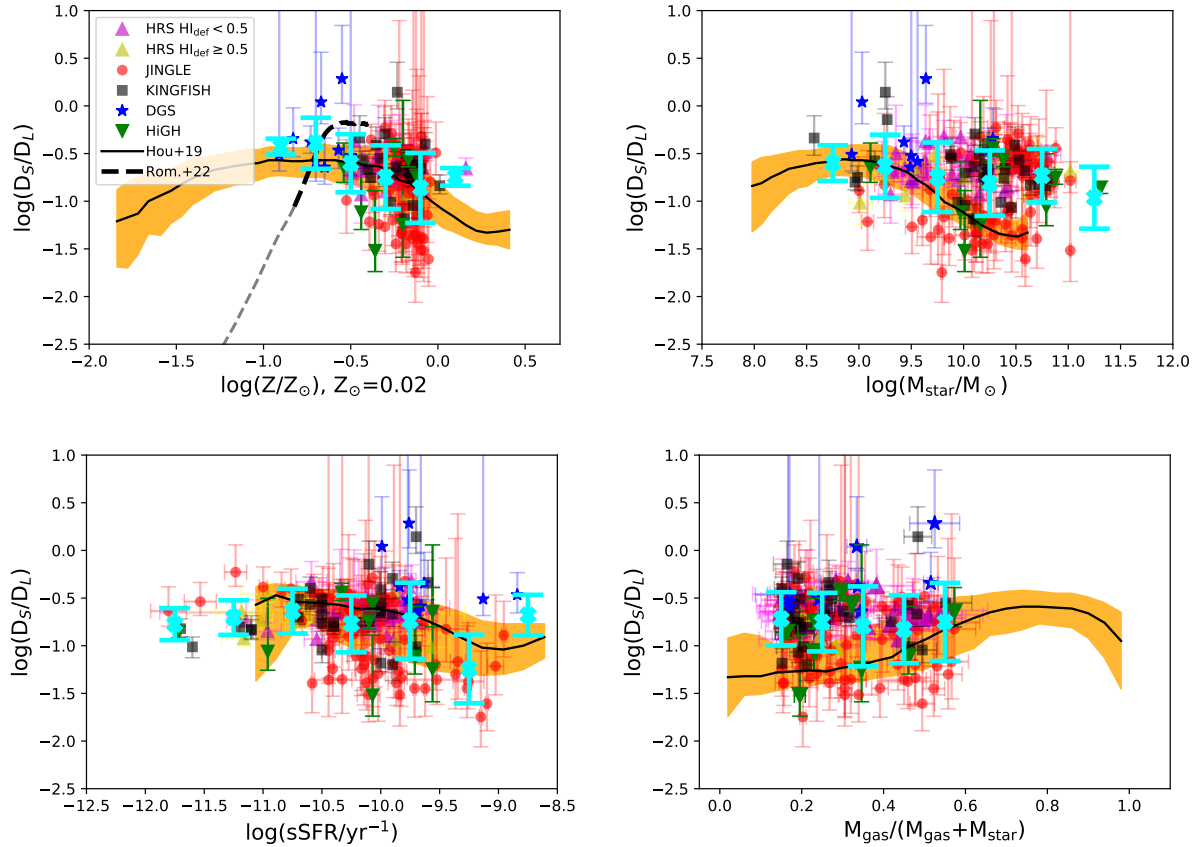 1.0
0.5
0.0
−0.5
−1.0
−1.5
−2.0
−2.5
log(D_S/D_L)
HRS HI_def < 0.5
HRS HI_def ≥ 0.5
JINGLE
KINGFISH
DGS
HiGH
Hou+19
Rom.+22
−2.0 −1.5 −1.0 −0.5 0.0 0.5
log(Z/Z_⊙), Z_⊙=0.02
1.0
0.5
0.0
−0.5
−1.0
−1.5
−2.0
−2.5
log(D_S/D_L)
7.5 8.0 8.5 9.0 9.5 10.0 10.5 11.0 11.5 12.0
log(M_star/M_⊙)
1.0
0.5
0.0
−0.5
−1.0
−1.5
−2.0
−2.5
log(D_S/D_L)
−12.5 −12.0 −11.5 −11.0 −10.5 −10.0 −9.5 −9.0 −8.5
log(sSFR/yr⁻¹)
1.0
0.5
0.0
−0.5
−1.0
−1.5
−2.0
−2.5
log(D_S/D_L)
0.0 0.2 0.4 0.6 0.8 1.0
M_gas/(M_gas+M_star)